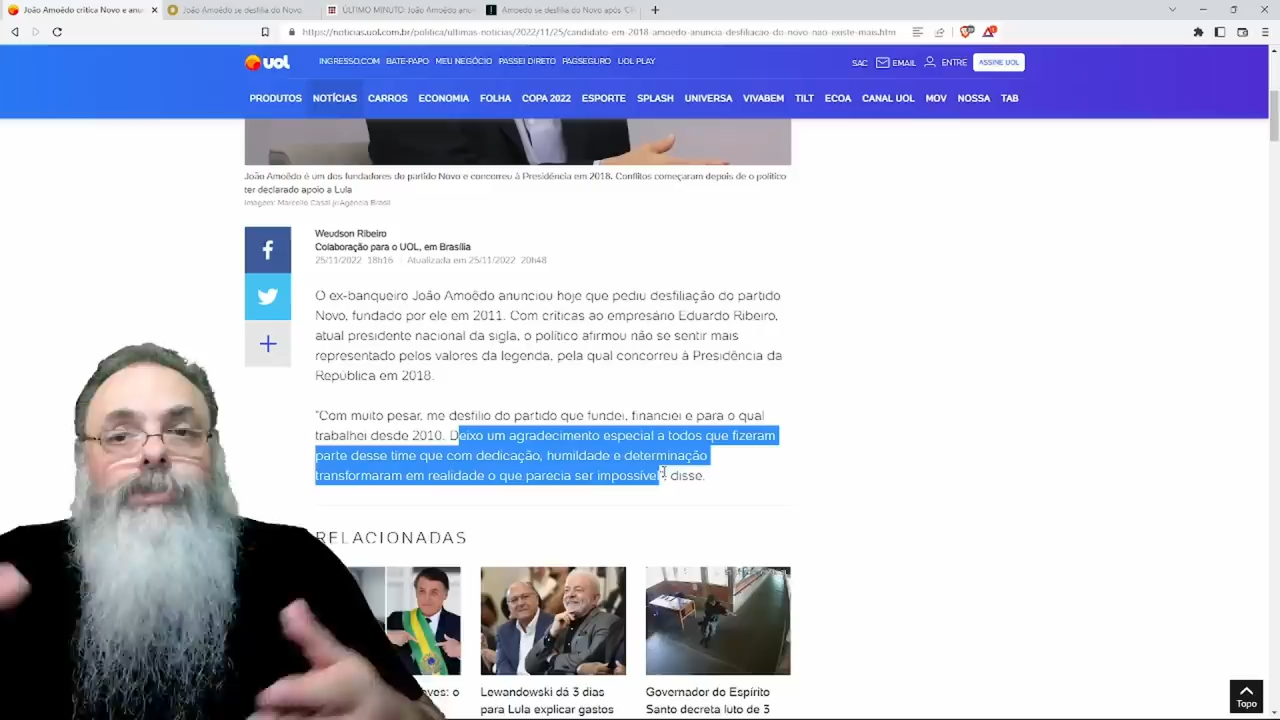 João Amoêdo critica Novo e anu
João Amoêdo se desfilia do Novo
ÚLTIMO MINUTO: João Amoêdo anun
Amoêdo se desfilia do Novo após 'CP
https://noticias.uol.com.br/politica/ultimas-noticias/2022/11/25/candidato-em-2018-amoedo-anuncia-desfiliacao-do-novo-nao-existe-mais.htm
UOL
INGRESSO.COM BATE-PAPO MEU NEGÓCIO PASSEI DIRETO PAGSEGURO UOL PLAY
SAC EMAIL ENTRE ASSINE UOL
PRODUTOS NOTÍCIAS CARROS ECONOMIA FOLHA COPA 2022 ESPORTE SPLASH UNIVERSA VIVABEM TILT ECOA CANAL UOL MOV NOSSA TAB
João Amoêdo é um dos fundadores do partido Novo e concorreu à Presidência em 2018. Conflitos começaram depois de o político
ter declarado apoio a Lula
Imagem: Marcello Casal jr/Agência Brasil
Weudson Ribeiro
Colaboração para o UOL, em Brasília
25/11/2022 18h16 Atualizada em 25/11/2022 20h48
O ex-banqueiro João Amoêdo anunciou hoje que pediu desfiliação do partido
Novo, fundado por ele em 2011. Com críticas ao empresário Eduardo Ribeiro,
atual presidente nacional da sigla, o político afirmou não se sentir mais
representado pelos valores da legenda, pela qual concorreu à Presidência da
República em 2018.
"Com muito pesar, me desfilio do partido que fundei, financiei e para o qual
trabalhei desde 2010. Deixo um agradecimento especial a todos que fizeram
parte desse time que com dedicação, humildade e determinação
transformaram em realidade o que parecia ser impossível", disse.
RELACIONADAS
o
Lewandowski dá 3 dias
para Lula explicar gastos
Governador do Espírito
Santo decreta luto de 3
Topo